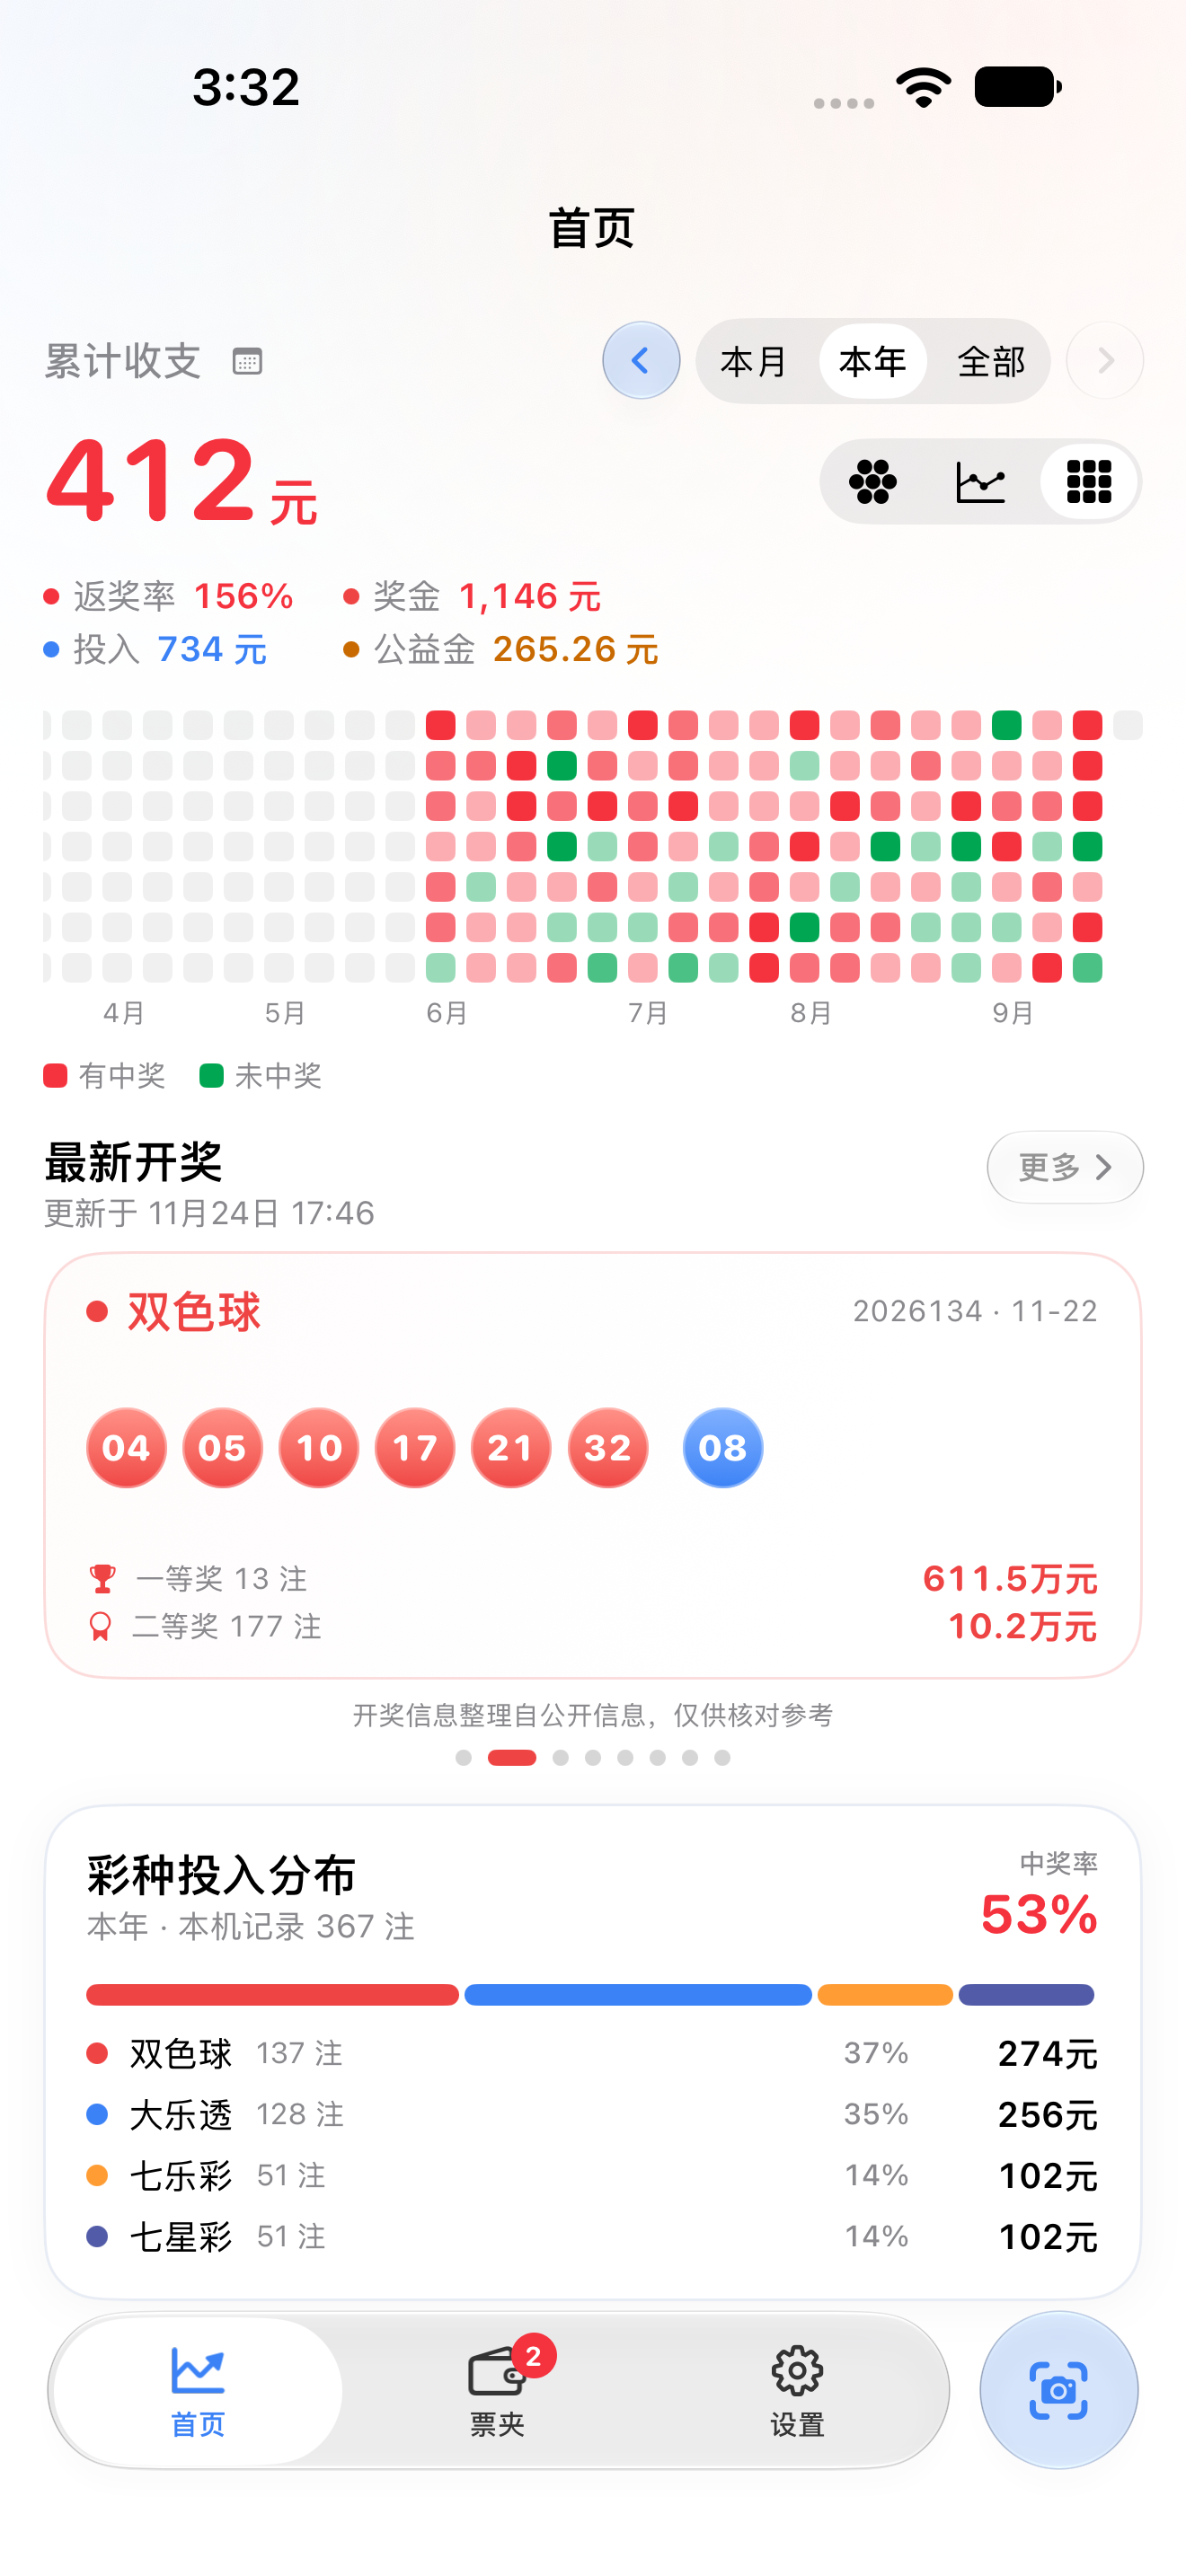 3:32
首页
累计收支
本月 本年 全部
412 元
返奖率 156% 奖金 1,146 元
投入 734 元 公益金 265.26 元
4月 5月 6月 7月 8月 9月
有中奖 未中奖
最新开奖 更多
更新于 11月24日 17:46
双色球 2026134 · 11-22
04 05 10 17 21 32 08
一等奖 13 注 611.5万元
二等奖 177 注 10.2万元
开奖信息整理自公开信息，仅供核对参考
彩种投入分布 中奖率
本年 · 本机记录 367 注 53%
双色球 137 注 37% 274元
大乐透 128 注 35% 256元
七乐彩 51 注 14% 102元
七星彩 51 注 14% 102元
2
首页 票夹 设置